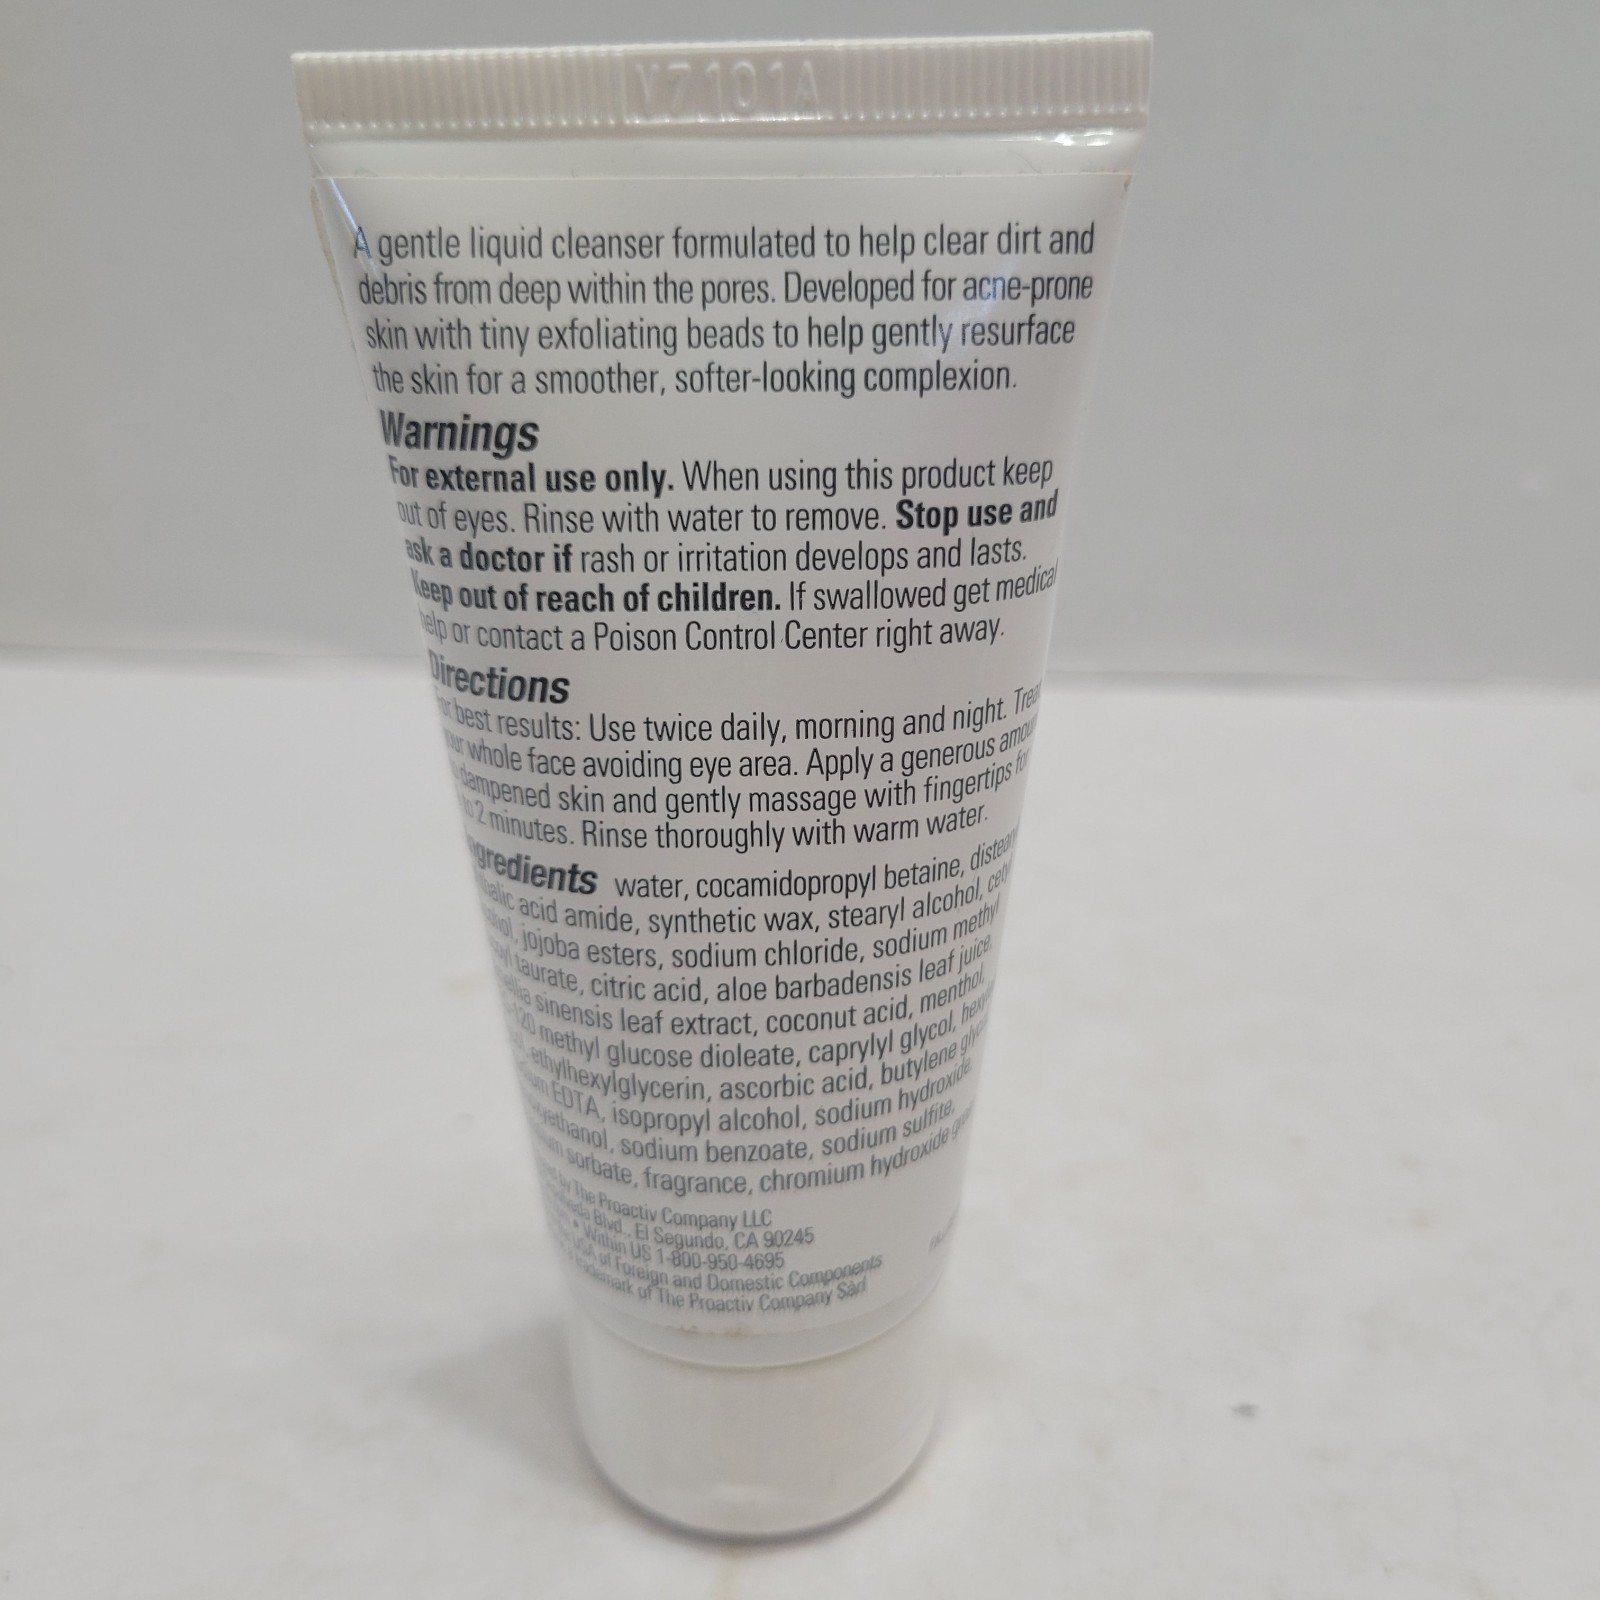 V7101A
A gentle liquid cleanser formulated to help clear dirt and
debris from deep within the pores. Developed for acne-prone
skin with tiny exfoliating beads to help gently resurface
the skin for a smoother, softer-looking complexion.
Warnings
For external use only. When using this product keep
out of eyes. Rinse with water to remove. Stop use and
ask a doctor if rash or irritation develops and lasts.
Keep out of reach of children. If swallowed get medical
help or contact a Poison Control Center right away.
Directions
best results: Use twice daily, morning and night.
whole face avoiding eye area. Apply a generous
dampened skin and gently massage with fingertips for
to 2 minutes. Rinse thoroughly with warm water.
Ingredients water, cocamidopropyl betaine,
acid amide, synthetic wax, stearyl alcohol,
jojoba esters, sodium chloride, sodium methyl
taurate, citric acid, aloe barbadensis leaf juice,
sinensis leaf extract, coconut acid, menthol,
methyl glucose dioleate, caprylyl glycol,
ethylhexylglycerin, ascorbic acid, butylene
EDTA, isopropyl alcohol, sodium hydroxide,
sodium benzoate, sodium sulfite,
sorbate, fragrance, chromium hydroxide
by The Proactiv Company LLC
Blvd., El Segundo, CA 90245
• Within US 1-800-950-4695
USA of Foreign and Domestic Components
trademark of The Proactiv Company Sàrl